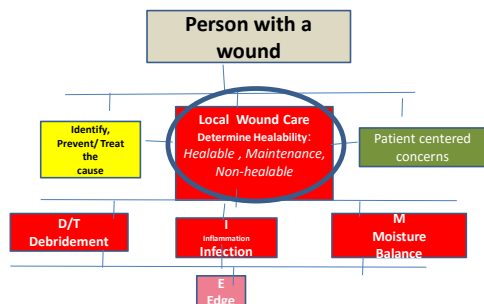 Person with a
wound
Identify,
Prevent/ Treat
the
cause
Local Wound Care
Determine Healability:
Healable , Maintenance,
Non-healable
Patient centered
concerns
D/T
Debridement
I
Inflammation
Infection
M
Moisture
Balance
E
Edge